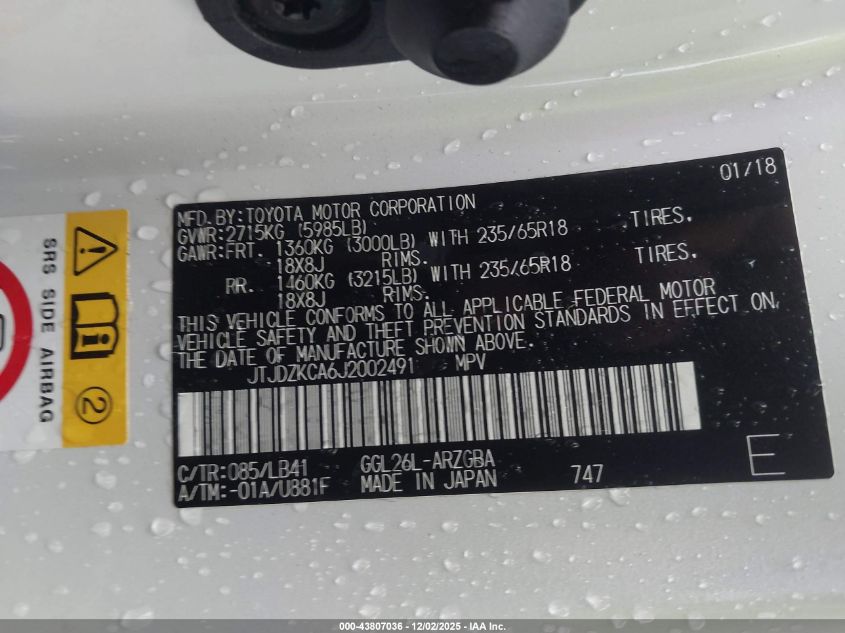 01/18
MFD. BY: TOYOTA MOTOR CORPORATION
GVWR: 2715KG (5985LB)
GAWR: FRT. 1360KG (3000LB) WITH 235/65R18 TIRES,
18X8J RIMS.
RR. 1460KG (3215LB) WITH 235/65R18 TIRES,
18X8J RIMS.
THIS VEHICLE CONFORMS TO ALL APPLICABLE FEDERAL MOTOR
VEHICLE SAFETY AND THEFT PREVENTION STANDARDS IN EFFECT ON
THE DATE OF MANUFACTURE SHOWN ABOVE.
JTJDZKCA6J2002491 MPV
C/TR: 085/LB41 GGL26L-ARZGBA
A/TM: -01A/U881F MADE IN JAPAN 747 E
SRS SIDE AIRBAG
2
000-43807036 - 12/02/2025 - IAA Inc.